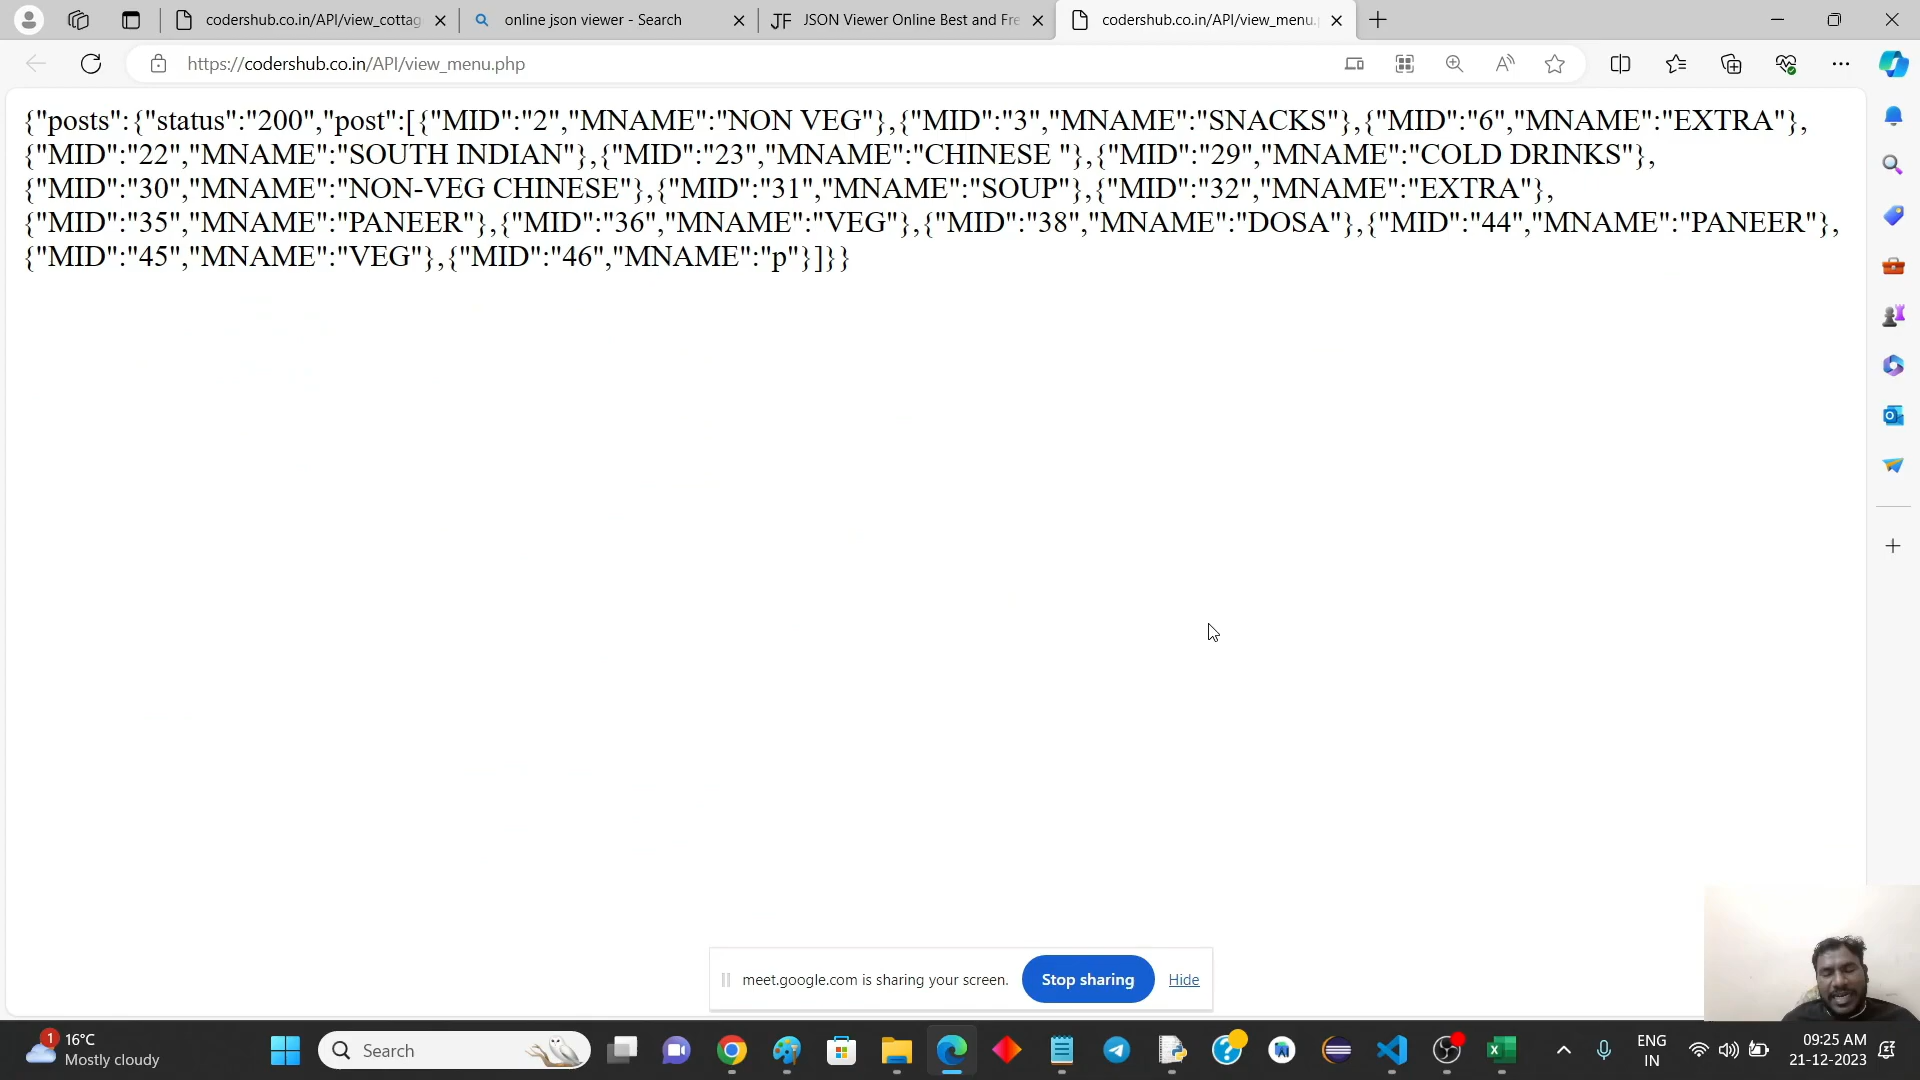 codershub.co.in/API/view_cottag
online json viewer - Search
JF JSON Viewer Online Best and Fre
codershub.co.in/API/view_menu.p
https://codershub.co.in/API/view_menu.php
{"posts":{"status":"200","post":[{"MID":"2","MNAME":"NON VEG"},{"MID":"3","MNAME":"SNACKS"},{"MID":"6","MNAME":"EXTRA"},
{"MID":"22","MNAME":"SOUTH INDIAN"},{"MID":"23","MNAME":"CHINESE "},{"MID":"29","MNAME":"COLD DRINKS"},
{"MID":"30","MNAME":"NON-VEG CHINESE"},{"MID":"31","MNAME":"SOUP"},{"MID":"32","MNAME":"EXTRA"},
{"MID":"35","MNAME":"PANEER"},{"MID":"36","MNAME":"VEG"},{"MID":"38","MNAME":"DOSA"},{"MID":"44","MNAME":"PANEER"},
{"MID":"45","MNAME":"VEG"},{"MID":"46","MNAME":"p"}]}}
meet.google.com is sharing your screen. Stop sharing Hide
1 16°C
Mostly cloudy
Search
ENG
IN
09:25 AM
21-12-2023